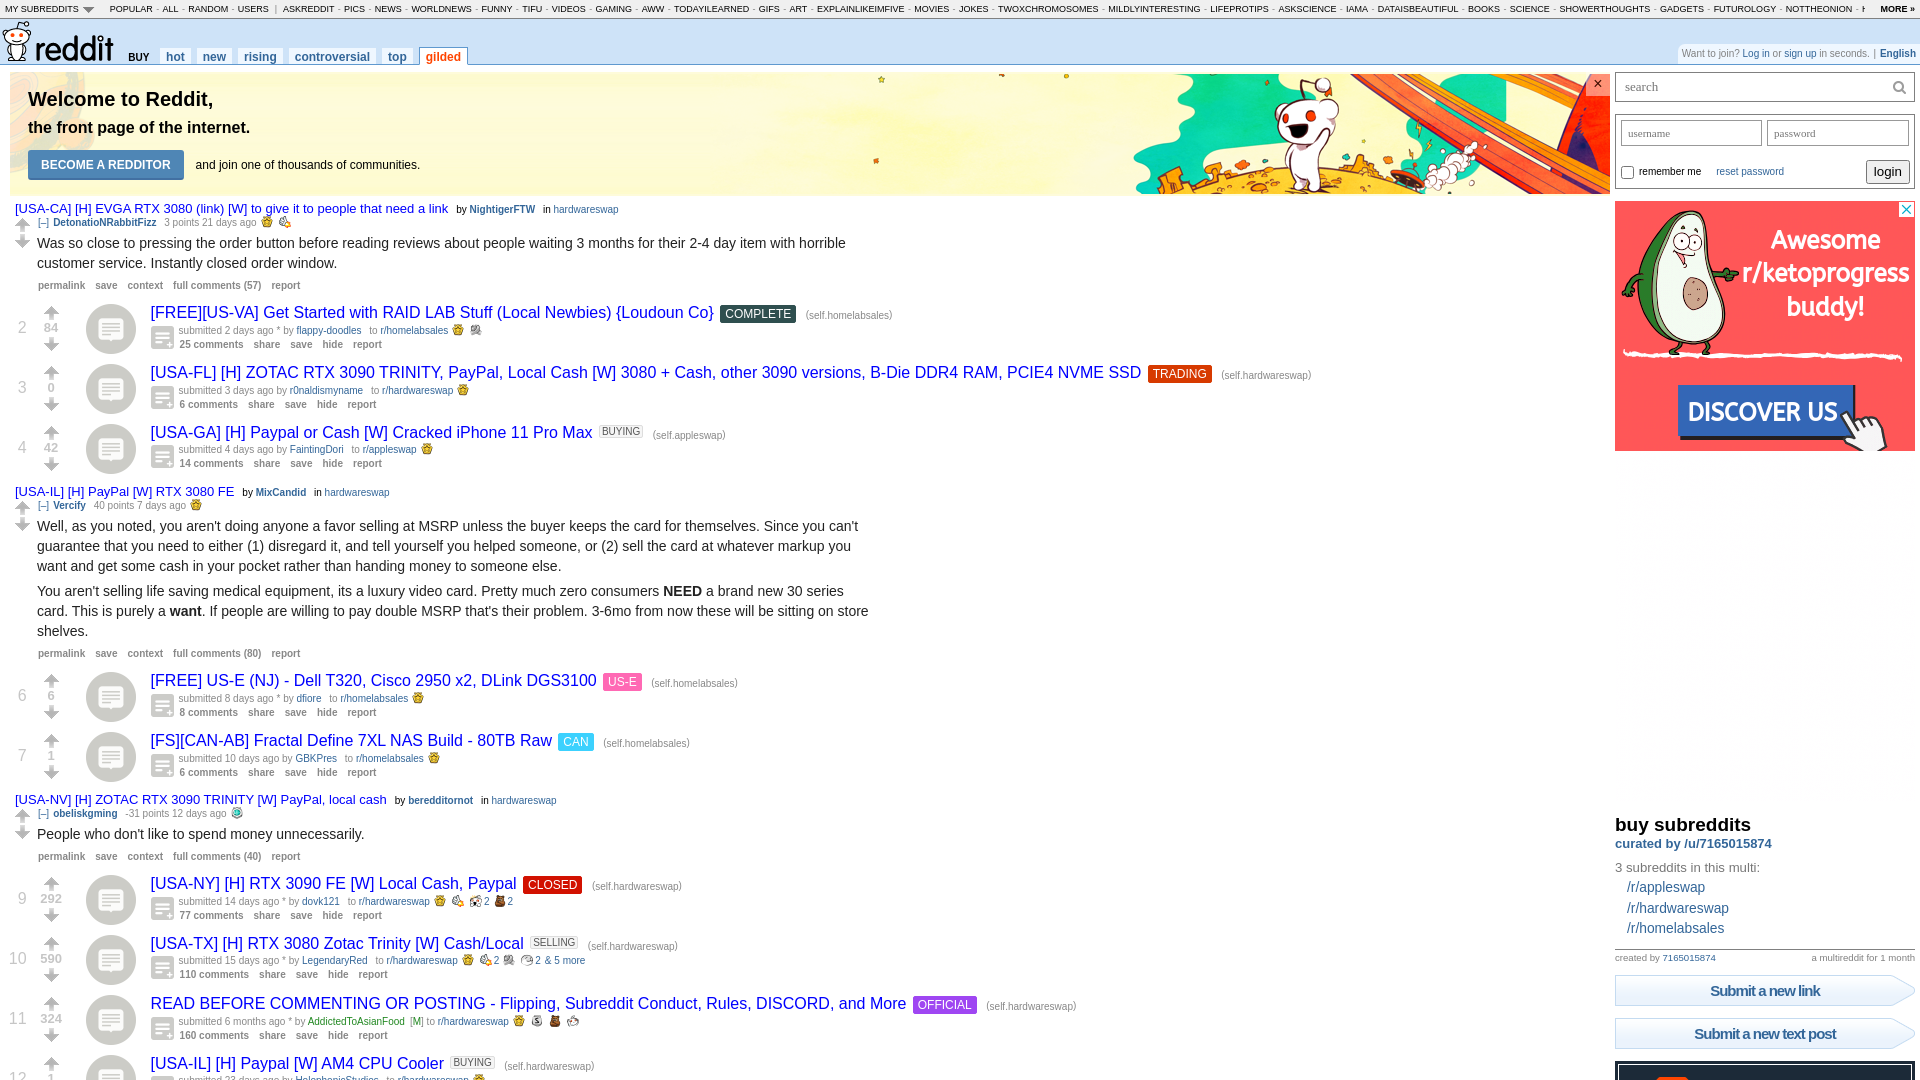 MY SUBREDDITS POPULAR - ALL - RANDOM - USERS | ASKREDDIT - PICS - NEWS - WORLDNEWS - FUNNY - TIFU - VIDEOS - GAMING - AWW - TODAYILEARNED - GIFS - ART - EXPLAINLIKEIMFIVE - MOVIES - JOKES - TWOXCHROMOSOMES - MILDLYINTERESTING - LIFEPROTIPS - ASKSCIENCE - IAMA - DATAISBEAUTIFUL - BOOKS - SCIENCE - SHOWERTHOUGHTS - GADGETS - FUTUROLOGY - NOTTHEONION - MORE »
reddit BUY hot new rising controversial top gilded
Want to join? Log in or sign up in seconds. | English
Welcome to Reddit,
the front page of the internet.
BECOME A REDDITOR and join one of thousands of communities.
×
[USA-CA] [H] EVGA RTX 3080 (link) [W] to give it to people that need a link by NightigerFTW in hardwareswap
[–] DetonatioNRabbitFizz 3 points 21 days ago
Was so close to pressing the order button before reading reviews about people waiting 3 months for their 2-4 day item with horrible
customer service. Instantly closed order window.
permalink save context full comments (57) report
2
84
[FREE][US-VA] Get Started with RAID LAB Stuff (Local Newbies) {Loudoun Co} COMPLETE (self.homelabsales)
submitted 2 days ago * by flappy-doodles to r/homelabsales
25 comments share save hide report
3
0
[USA-FL] [H] ZOTAC RTX 3090 TRINITY, PayPal, Local Cash [W] 3080 + Cash, other 3090 versions, B-Die DDR4 RAM, PCIE4 NVME SSD TRADING (self.hardwareswap)
submitted 3 days ago by r0naldismyname to r/hardwareswap
6 comments share save hide report
4
42
[USA-GA] [H] Paypal or Cash [W] Cracked iPhone 11 Pro Max BUYING (self.appleswap)
submitted 4 days ago by FaintingDori to r/appleswap
14 comments share save hide report
[USA-IL] [H] PayPal [W] RTX 3080 FE by MixCandid in hardwareswap
[–] Vercify 40 points 7 days ago
Well, as you noted, you aren't doing anyone a favor selling at MSRP unless the buyer keeps the card for themselves. Since you can't
guarantee that you need to either (1) disregard it, and tell yourself you helped someone, or (2) sell the card at whatever markup you
want and get some cash in your pocket rather than handing money to someone else.
You aren't selling life saving medical equipment, its a luxury video card. Pretty much zero consumers NEED a brand new 30 series
card. This is purely a want. If people are willing to pay double MSRP that's their problem. 3-6mo from now these will be sitting on store
shelves.
permalink save context full comments (80) report
6
6
[FREE] US-E (NJ) - Dell T320, Cisco 2950 x2, DLink DGS3100 US-E (self.homelabsales)
submitted 8 days ago * by dfiore to r/homelabsales
8 comments share save hide report
7
1
[FS][CAN-AB] Fractal Define 7XL NAS Build - 80TB Raw CAN (self.homelabsales)
submitted 10 days ago by GBKPres to r/homelabsales
6 comments share save hide report
[USA-NV] [H] ZOTAC RTX 3090 TRINITY [W] PayPal, local cash by beredditornot in hardwareswap
[–] obeliskgming -31 points 12 days ago
People who don't like to spend money unnecessarily.
permalink save context full comments (40) report
9
292
[USA-NY] [H] RTX 3090 FE [W] Local Cash, Paypal CLOSED (self.hardwareswap)
submitted 14 days ago * by dovk121 to r/hardwareswap 2 2
77 comments share save hide report
10
590
[USA-TX] [H] RTX 3080 Zotac Trinity [W] Cash/Local SELLING (self.hardwareswap)
submitted 15 days ago * by LegendaryRed to r/hardwareswap 2 2 & 5 more
110 comments share save hide report
11
324
READ BEFORE COMMENTING OR POSTING - Flipping, Subreddit Conduct, Rules, DISCORD, and More OFFICIAL (self.hardwareswap)
submitted 6 months ago * by AddictedToAsianFood [M] to r/hardwareswap
160 comments share save hide report
12
1
[USA-IL] [H] Paypal [W] AM4 CPU Cooler BUYING (self.hardwareswap)
submitted 23 days ago by HolophonicStudios to r/hardwareswap
search
username password
remember me reset password login
Awesome
r/ketoprogress
buddy!
DISCOVER US
buy subreddits
curated by /u/7165015874
3 subreddits in this multi:
/r/appleswap
/r/hardwareswap
/r/homelabsales
created by 7165015874 a multireddit for 1 month
Submit a new link
Submit a new text post